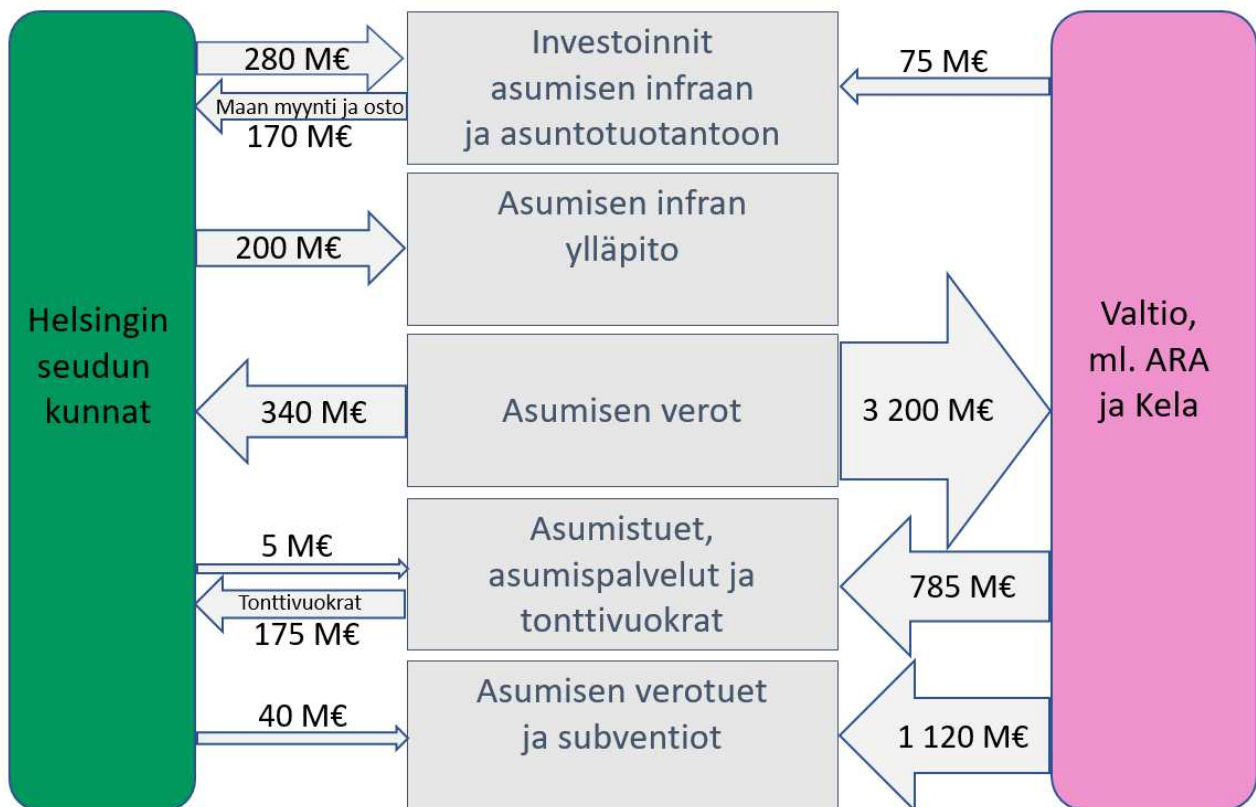 Helsingin
seudun
kunnat
280 M€
Maan myynti ja osto
170 M€
Investoinnit
asumisen infraan
ja asuntotuotantoon
75 M€
200 M€
Asumisen infran
ylläpito
340 M€
Asumisen verot
3 200 M€
5 M€
Tonttivuokrat
175 M€
Asumistuet,
asumispalvelut ja
tonttivuokrat
785 M€
40 M€
Asumisen verotuet
ja subventiot
1 120 M€
Valtio,
ml. ARA
ja Kela